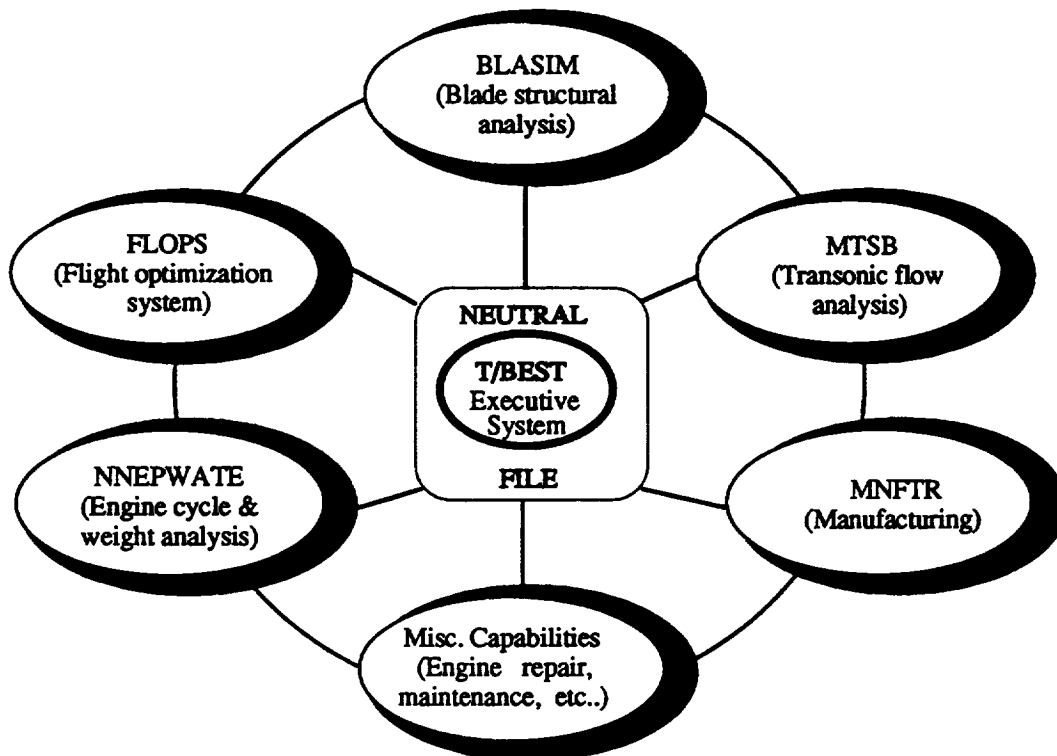 BLASIM
(Blade structural
analysis)
FLOPS
(Flight optimization
system)
MTSB
(Transonic flow
analysis)
NEUTRAL
T/BEST
Executive
System
FILE
NNEPWATE
(Engine cycle &
weight analysis)
MNFTR
(Manufacturing)
Misc. Capabilities
(Engine repair,
maintenance, etc..)